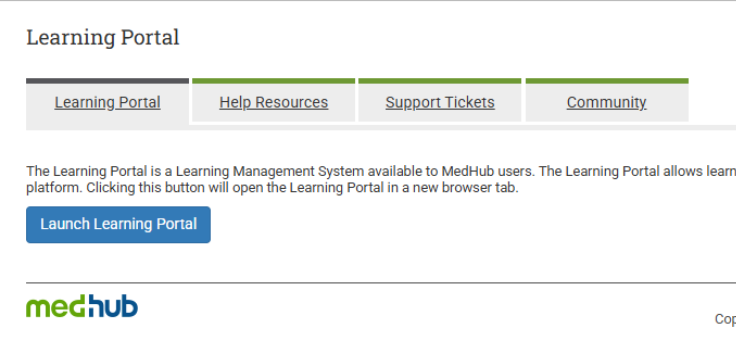 Learning Portal
Learning Portal Help Resources Support Tickets Community
The Learning Portal is a Learning Management System available to MedHub users. The Learning Portal allows learn
platform. Clicking this button will open the Learning Portal in a new browser tab.
Launch Learning Portal
medhub
Cop